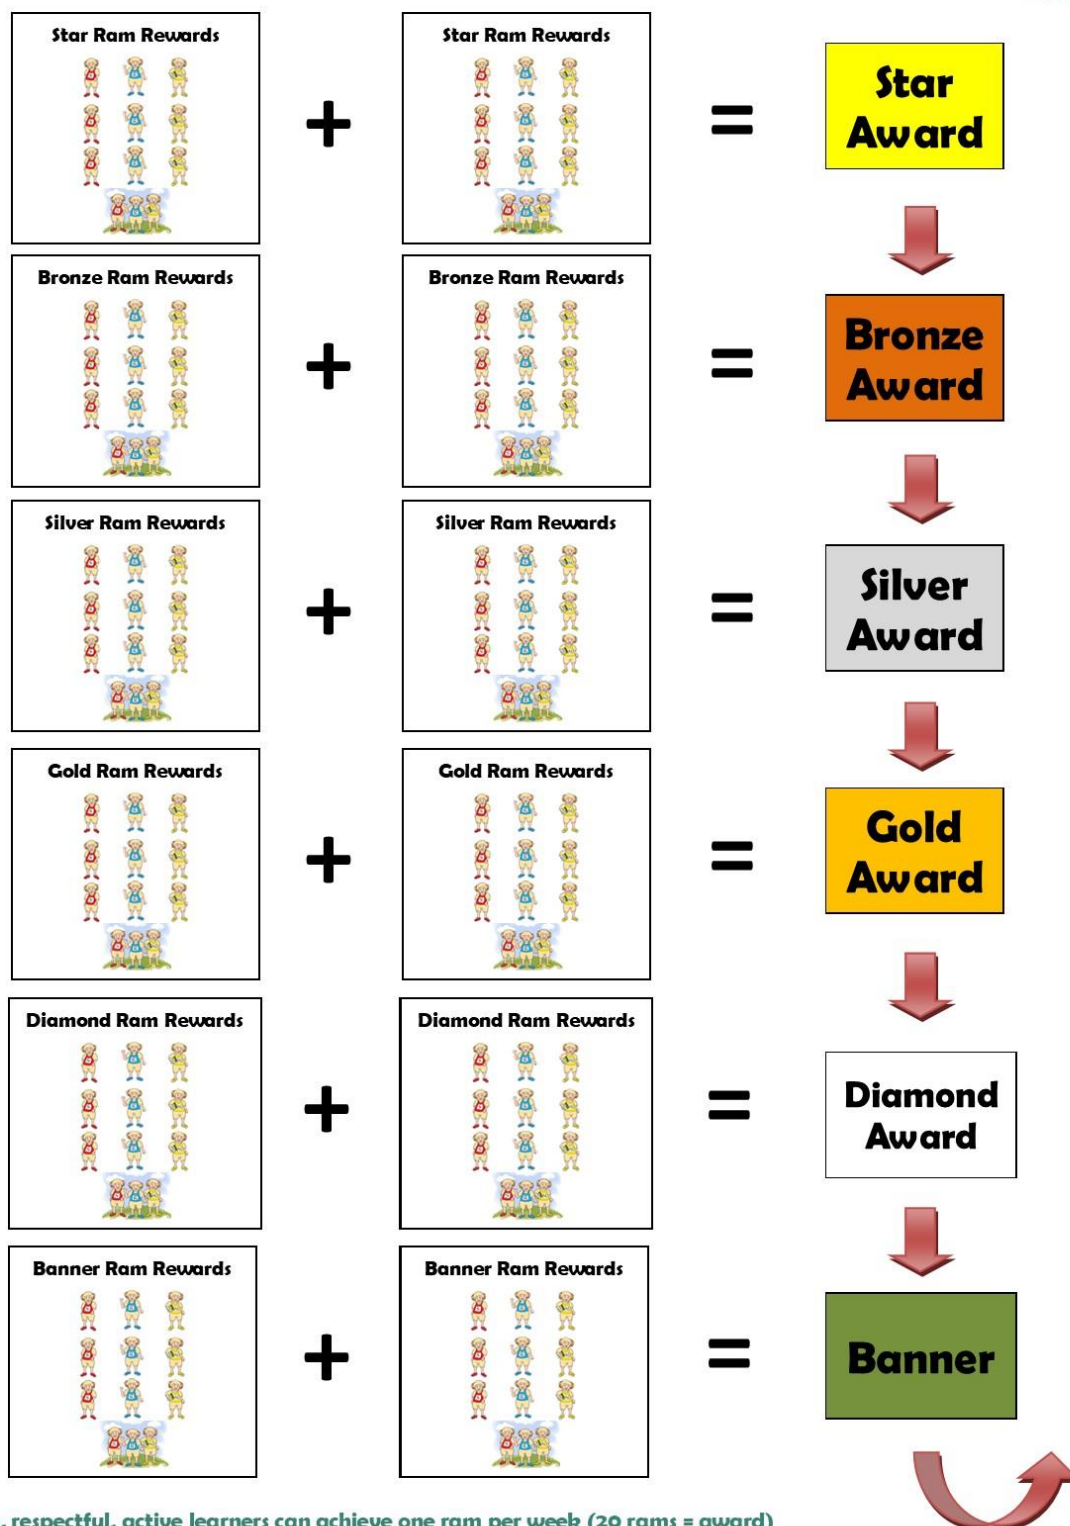 Star Ram Rewards
+
Star Ram Rewards
=
Star
Award
Bronze Ram Rewards
+
Bronze Ram Rewards
=
Bronze
Award
Silver Ram Rewards
+
Silver Ram Rewards
=
Silver
Award
Gold Ram Rewards
+
Gold Ram Rewards
=
Gold
Award
Diamond Ram Rewards
+
Diamond Ram Rewards
=
Diamond
Award
Banner Ram Rewards
+
Banner Ram Rewards
=
Banner
, respectful, active learners can achieve one ram per week (20 rams = award)